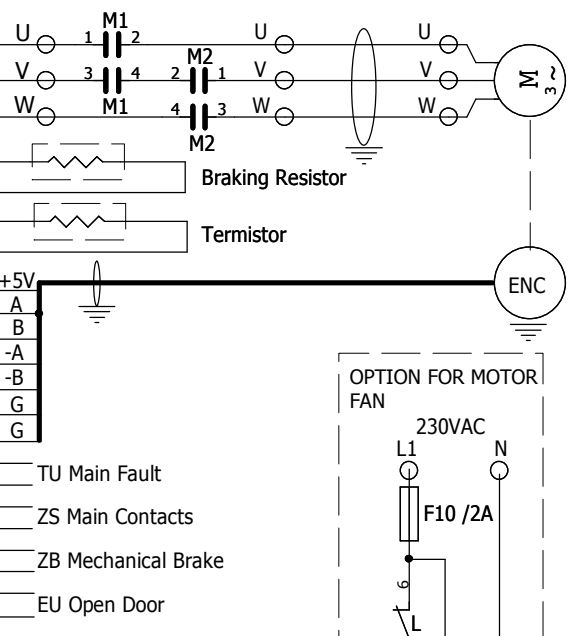 M1
U 1 2 U U
M2
V 3 4 2 1 V V
M 3~
W M1 4 3 W W
M2
Braking Resistor
Termistor
+5V
ENC
A
B
-A
-B
G
G
OPTION FOR MOTOR
FAN
230VAC
L1 N
TU Main Fault
F10 /2A
ZS Main Contacts
ZB Mechanical Brake
6
EU Open Door
L